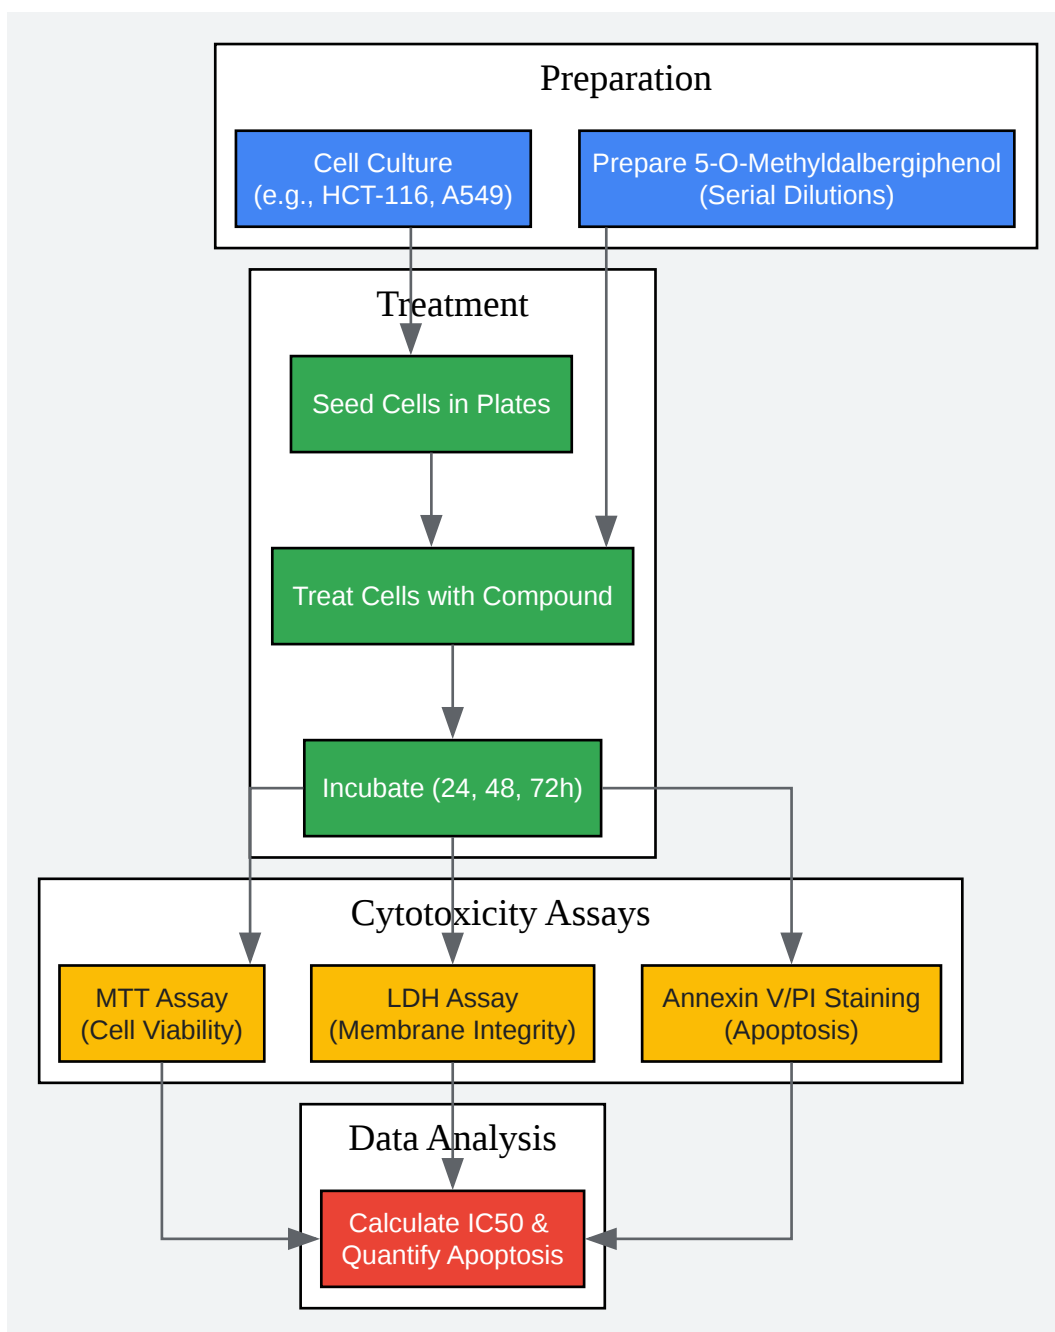 Preparation
Cell Culture
(e.g., HCT-116, A549)
Prepare 5-O-Methyldalbergiphenol
(Serial Dilutions)
Treatment
Seed Cells in Plates
Treat Cells with Compound
Incubate (24, 48, 72h)
Cytotoxicity Assays
MTT Assay
(Cell Viability)
LDH Assay
(Membrane Integrity)
Annexin V/PI Staining
(Apoptosis)
Data Analysis
Calculate IC50 &
Quantify Apoptosis